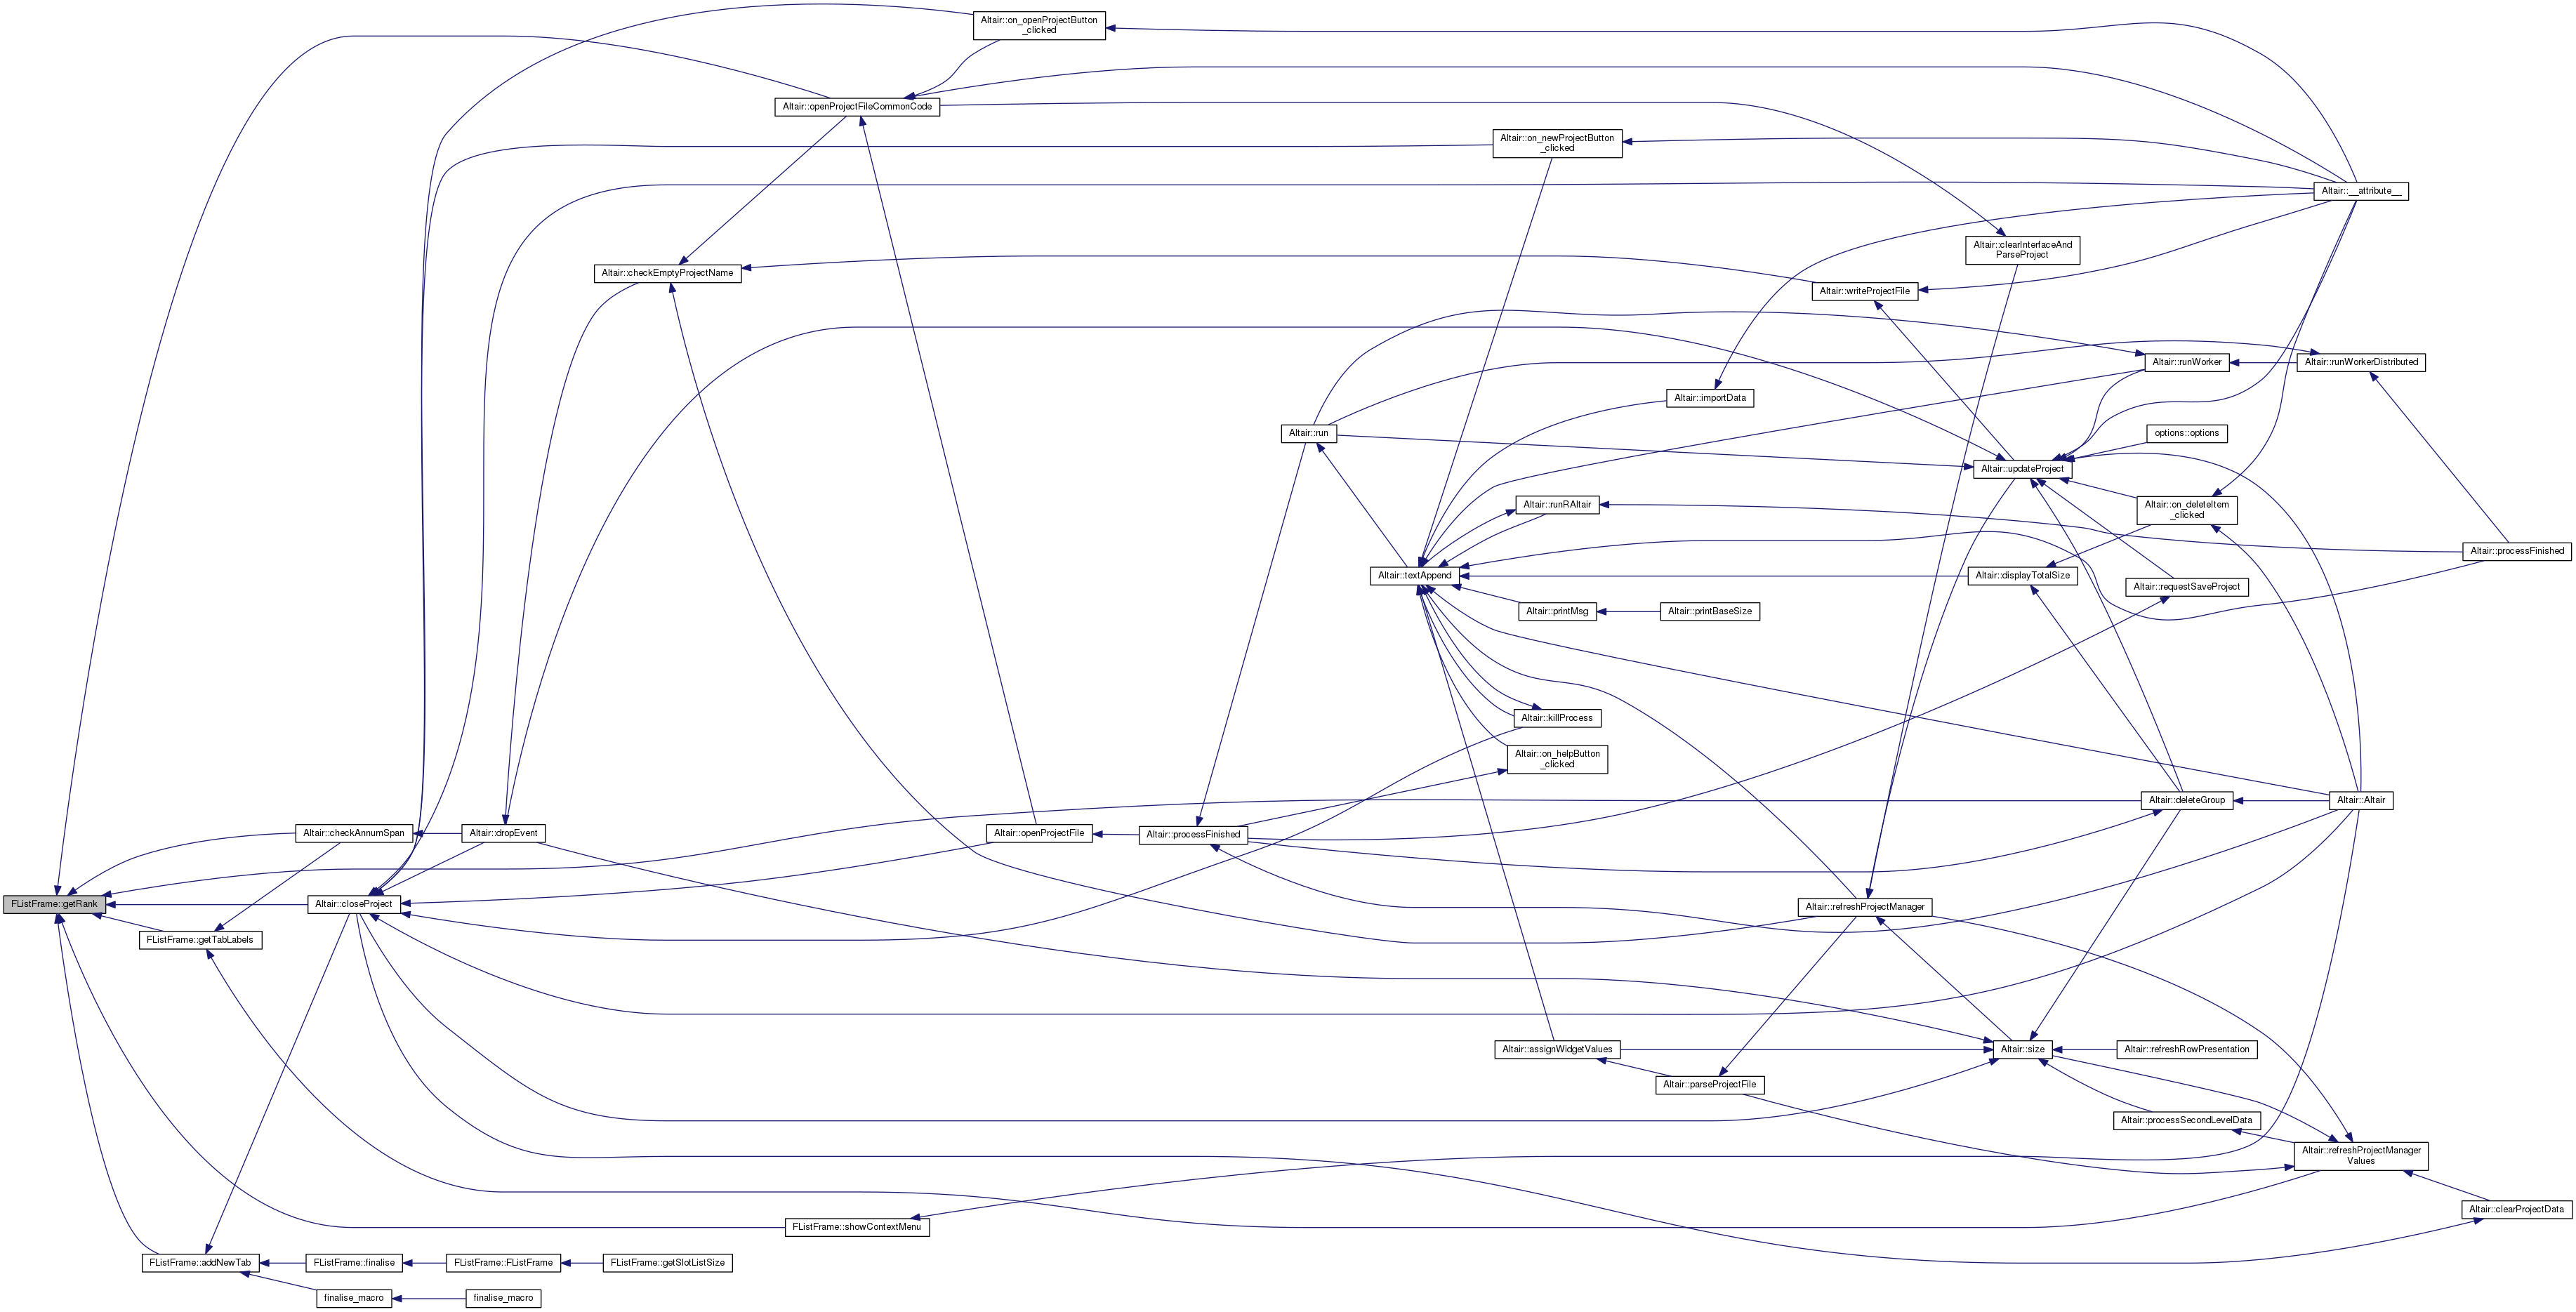 Altair::on_openProjectButton
_clicked
Altair::openProjectFileCommonCode
Altair::on_newProjectButton
_clicked
Altair::__attribute__
Altair::clearInterfaceAnd
ParseProject
Altair::checkEmptyProjectName
Altair::writeProjectFile
Altair::runWorker
Altair::runWorkerDistributed
Altair::importData
Altair::run
options::options
Altair::updateProject
Altair::runRAltair
Altair::on_deleteItem
_clicked
Altair::processFinished
Altair::textAppend
Altair::displayTotalSize
Altair::requestSaveProject
Altair::printMsg
Altair::printBaseSize
Altair::killProcess
Altair::on_helpButton
_clicked
Altair::deleteGroup
Altair::Altair
Altair::checkAnnumSpan
Altair::dropEvent
Altair::openProjectFile
Altair::processFinished
FListFrame::getRank
Altair::closeProject
Altair::refreshProjectManager
FListFrame::getTabLabels
Altair::assignWidgetValues
Altair::size
Altair::refreshRowPresentation
Altair::parseProjectFile
Altair::processSecondLevelData
Altair::refreshProjectManager
Values
Altair::clearProjectData
FListFrame::showContextMenu
FListFrame::addNewTab
FListFrame::finalise
FListFrame::FListFrame
FListFrame::getSlotListSize
finalise_macro
finalise_macro